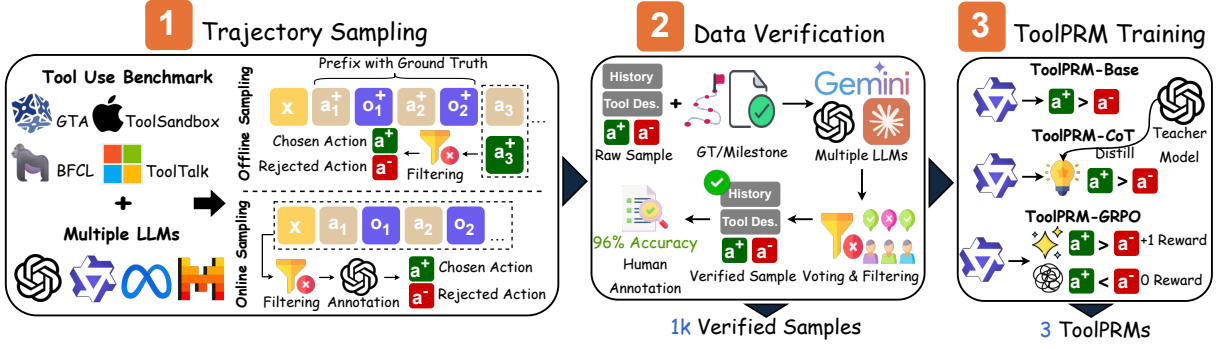 1 Trajectory Sampling
Tool Use Benchmark
GTA
ToolSandbox
BFCL
ToolTalk
+
Multiple LLMs
Offline Sampling
Prefix with Ground Truth
x a₁⁺ o₁⁺ a₂⁺ o₂⁺ a₃ ...
Chosen Action a⁺
Rejected Action a⁻
Filtering
a₃⁺
Online Sampling
x a₁ o₁ a₂ o₂ ...
Filtering
Annotation
a⁺ Chosen Action
a⁻ Rejected Action
2 Data Verification
History
Tool Des.
a⁺ a⁻
Raw Sample
+
GT/Milestone
Gemini
Multiple LLMs
Voting & Filtering
History
Tool Des.
a⁺ a⁻
Verified Sample
96% Accuracy
Human
Annotation
1k Verified Samples
3 ToolPRM Training
ToolPRM-Base
a⁺ > a⁻
ToolPRM-CoT
Distill
Teacher
Model
a⁺ > a⁻
ToolPRM-GRPO
a⁺ > a⁻ +1 Reward
a⁺ < a⁻ 0 Reward
3 ToolPRMs